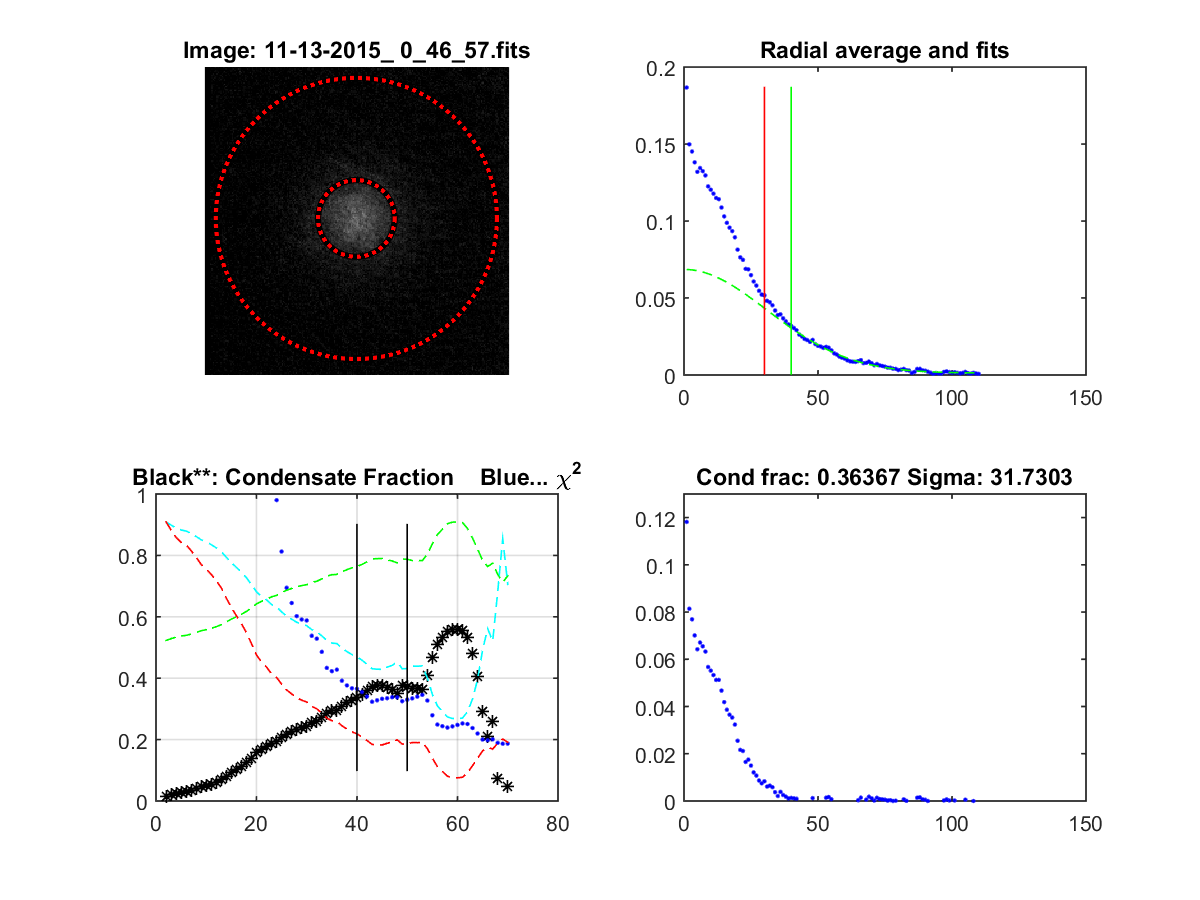 Image: 11-13-2015_ 0_46_57.fits
Radial average and fits
0.2
0.15
0.1
0.05
0
0 50 100 150
Black**: Condensate Fraction Blue... χ²
1
0.8
0.6
0.4
0.2
0
0 20 40 60 80
Cond frac: 0.36367 Sigma: 31.7303
0.12
0.1
0.08
0.06
0.04
0.02
0
0 50 100 150